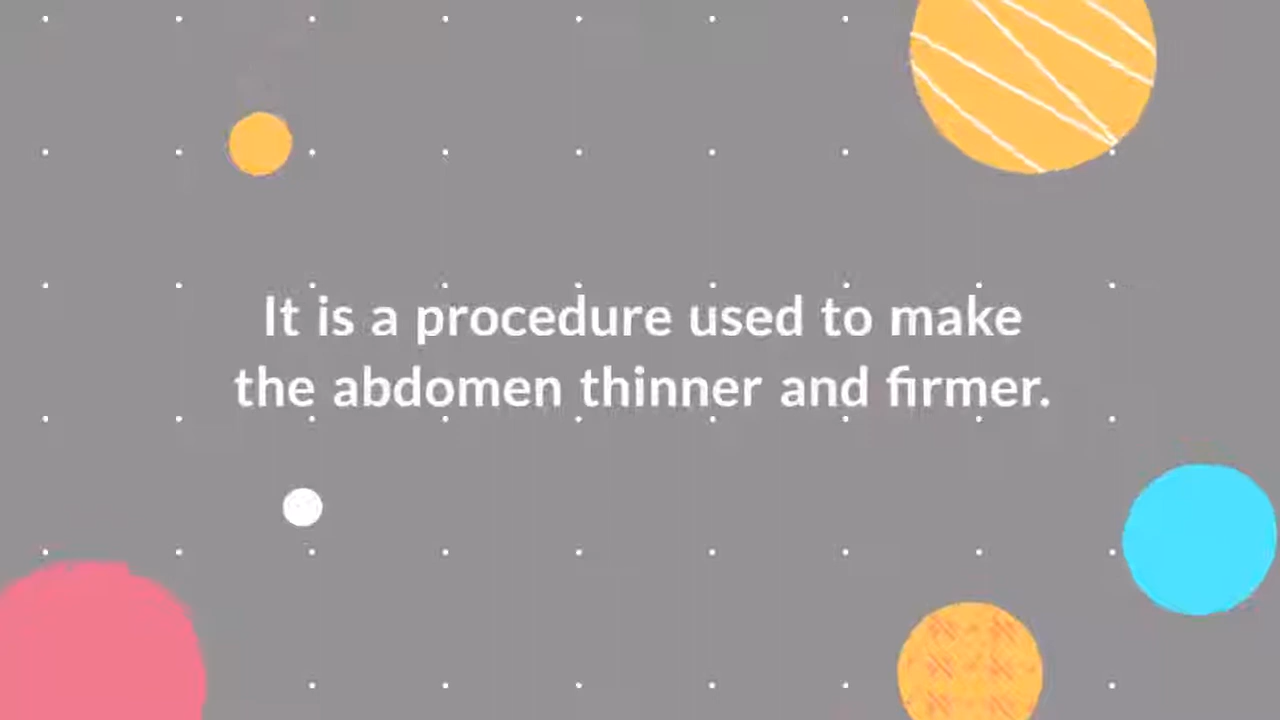 It is a procedure used to make
the abdomen thinner and firmer.